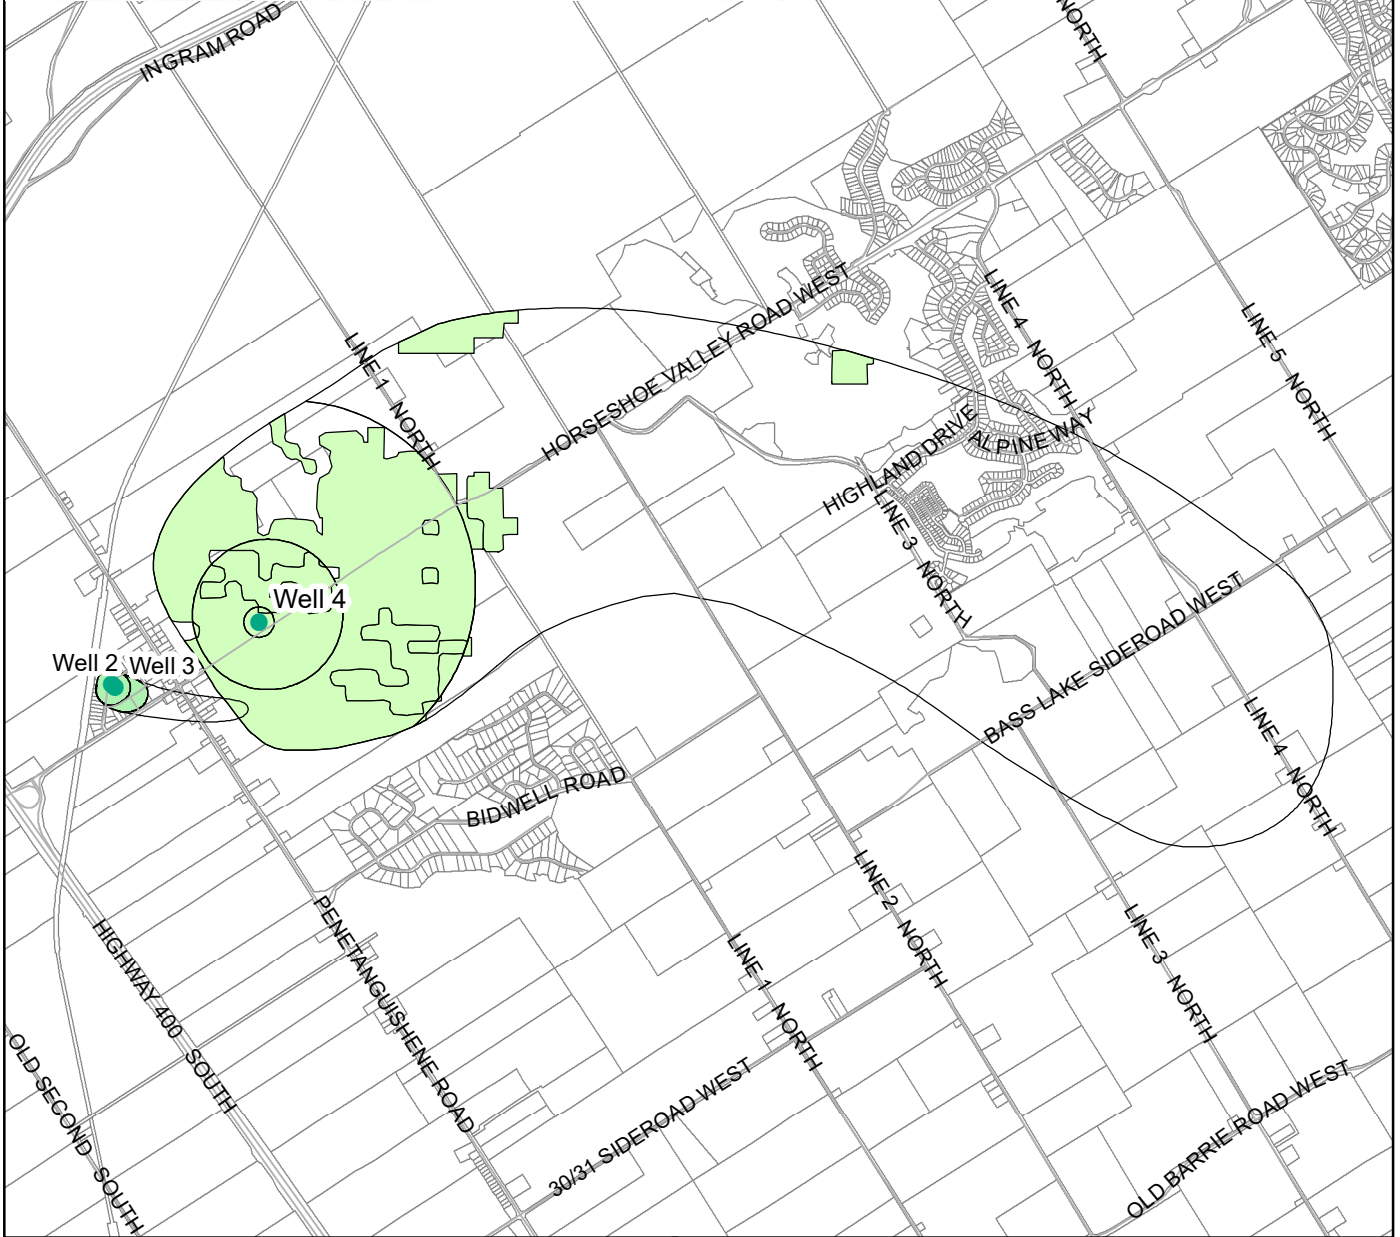 INGRAM ROAD
NORTH
LINE 1 NORTH
HORSESHOE VALLEY ROAD WEST
LINE 4 NORTH
LINE 5 NORTH
HIGHLAND DRIVE
ALPINE WAY
LINE 3 NORTH
Well 4
Well 2
Well 3
BASS LAKE SIDEROAD WEST
LINE 4 NORTH
BIDWELL ROAD
LINE 2 NORTH
PENETANGUISHENE ROAD
HIGHWAY 400 SOUTH
LINE 1 NORTH
LINE 3 NORTH
OLD SECOND SOUTH
30/31 SIDEROAD WEST
OLD BARRIE ROAD WEST